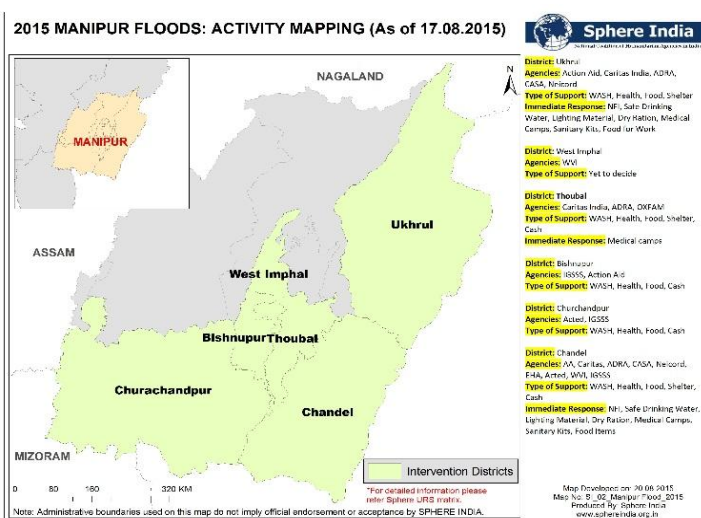 2015 MANIPUR FLOODS: ACTIVITY MAPPING (As of 17.08.2015)
Sphere India
National Coalition of Humanitarian Agencies in India
NAGALAND
N
MANIPUR
ASSAM
Ukhrul
West Imphal
Bishnupur
Thoubal
Churachandpur
Chandel
MIZORAM
0 80 160 320 KM
Intervention Districts
*For detailed information please
refer Sphere URS matrix.
Note: Administrative boundaries used on this map do not imply official endorsement or acceptance by SPHERE INDIA.
District: Ukhrul
Agencies: Action Aid, Caritas India, ADRA,
CASA, Neicord
Type of Support: WASH, Health, Food, Shelter
Immediate Response: NFI, Safe Drinking
Water, Lighting Material, Dry Ration, Medical
Camps, Sanitary Kits, Food for Work
District: West Imphal
Agencies: WVI
Type of Support: Yet to decide
District: Thoubal
Agencies: Caritas India, ADRA, OXFAM
Type of Support: WASH, Health, Food, Shelter,
Cash
Immediate Response: Medical camps
District: Bishnupur
Agencies: IGSSS, Action Aid
Type of Support: WASH, Health, Food, Cash
District: Churchandpur
Agencies: Acted, IGSSS
Type of Support: WASH, Health, Food, Cash
District: Chandel
Agencies: AA, Caritas, ADRA, CASA, Neicord,
EHA, Acted, WVI, IGSSS
Type of Support: WASH, Health, Food, Shelter,
Cash
Immediate Response: NFI, Safe Drinking Water,
Lighting Material, Dry Ration, Medical Camps,
Sanitary Kits, Food Items
Map Developed on: 20.08.2015
Map No: SI_02_Manipur Flood_2015
Produced By: Sphere India
www.sphereindia.org.in